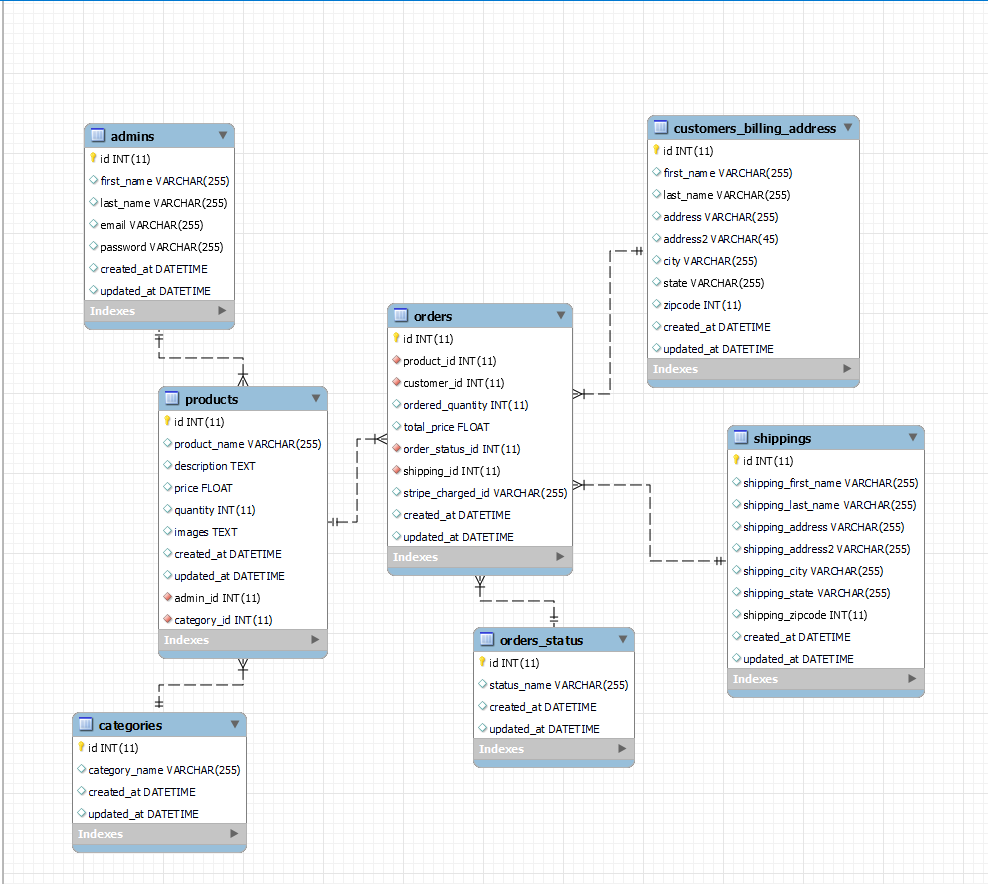 admins
id INT(11)
first_name VARCHAR(255)
last_name VARCHAR(255)
email VARCHAR(255)
password VARCHAR(255)
created_at DATETIME
updated_at DATETIME
Indexes
customers_billing_address
id INT(11)
first_name VARCHAR(255)
last_name VARCHAR(255)
address VARCHAR(255)
address2 VARCHAR(45)
city VARCHAR(255)
state VARCHAR(255)
zipcode INT(11)
created_at DATETIME
updated_at DATETIME
Indexes
orders
id INT(11)
product_id INT(11)
customer_id INT(11)
ordered_quantity INT(11)
total_price FLOAT
order_status_id INT(11)
shipping_id INT(11)
stripe_charged_id VARCHAR(255)
created_at DATETIME
updated_at DATETIME
Indexes
products
id INT(11)
product_name VARCHAR(255)
description TEXT
price FLOAT
quantity INT(11)
images TEXT
created_at DATETIME
updated_at DATETIME
admin_id INT(11)
category_id INT(11)
Indexes
shippings
id INT(11)
shipping_first_name VARCHAR(255)
shipping_last_name VARCHAR(255)
shipping_address VARCHAR(255)
shipping_address2 VARCHAR(255)
shipping_city VARCHAR(255)
shipping_state VARCHAR(255)
shipping_zipcode INT(11)
created_at DATETIME
updated_at DATETIME
Indexes
orders_status
id INT(11)
status_name VARCHAR(255)
created_at DATETIME
updated_at DATETIME
Indexes
categories
id INT(11)
category_name VARCHAR(255)
created_at DATETIME
updated_at DATETIME
Indexes